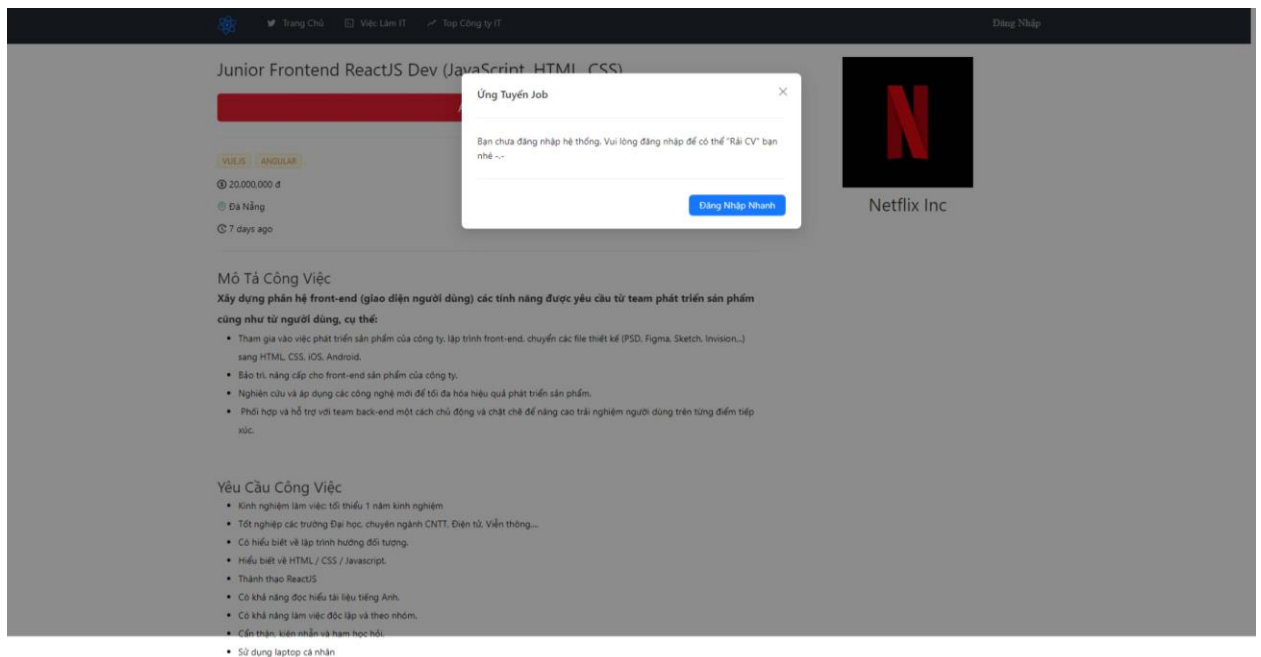 Trang Chủ Việc Làm IT Top Công ty IT Đăng Nhập
Junior Frontend ReactJS Dev (JavaScript, HTML, CSS)
Ứng Tuyển Job
Bạn chưa đăng nhập hệ thống. Vui lòng đăng nhập để có thể "Rải CV" bạn
nhé -.-
Đăng Nhập Nhanh
VUEJS ANGULAR
20,000,000 đ
Đà Nẵng
7 days ago
N
Netflix Inc
Mô Tả Công Việc
Xây dựng phân hệ front-end (giao diện người dùng) các tính năng được yêu cầu từ team phát triển sản phẩm
cũng như từ người dùng, cụ thể:
Tham gia vào việc phát triển sản phẩm của công ty, lập trình front-end, chuyển các file thiết kế (PSD, Figma, Sketch, Invision...)
sang HTML, CSS, iOS, Android.
Bảo trì, nâng cấp cho front-end sản phẩm của công ty.
Nghiên cứu và áp dụng các công nghệ mới để tối đa hóa hiệu quả phát triển sản phẩm.
Phối hợp và hỗ trợ với team back-end một cách chủ động và chặt chẽ để nâng cao trải nghiệm người dùng trên từng điểm tiếp
xúc.
Yêu Cầu Công Việc
Kinh nghiệm làm việc: tối thiểu 1 năm kinh nghiệm
Tốt nghiệp các trường Đại học, chuyên ngành CNTT, Điện tử, Viễn thông,...
Có hiểu biết về lập trình hướng đối tượng.
Hiểu biết về HTML / CSS / Javascript.
Thành thạo ReactJS
Có khả năng đọc hiểu tài liệu tiếng Anh.
Có khả năng làm việc độc lập và theo nhóm.
Cẩn thận, kiên nhẫn và ham học hỏi.
Sử dụng laptop cá nhân